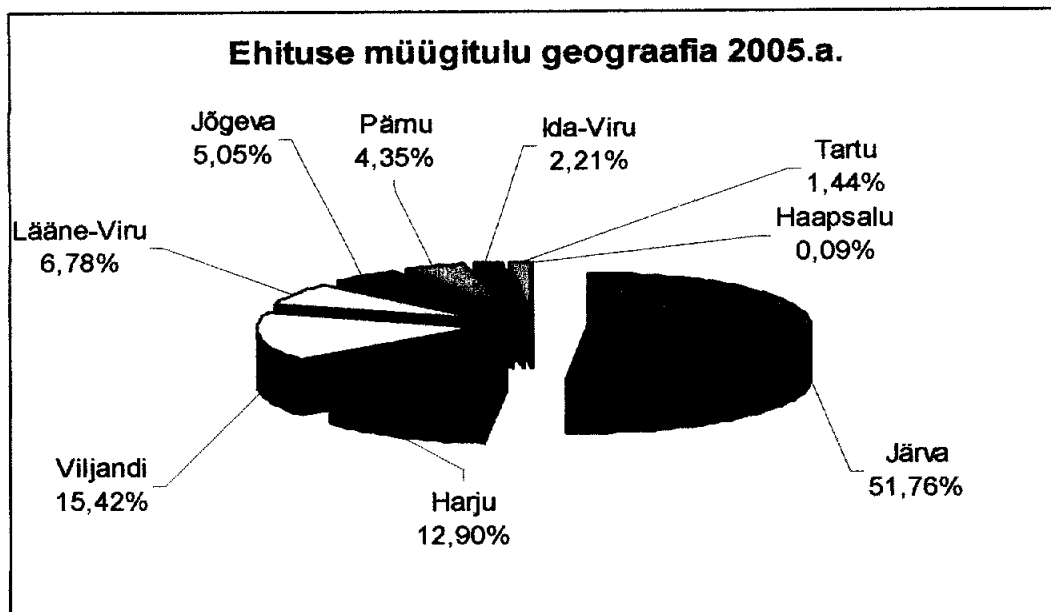 Ehituse müügitulu geograafia 2005.a.
Jõgeva
5,05%
Pärnu
4,35%
Ida-Viru
2,21%
Tartu
1,44%
Haapsalu
0,09%
Lääne-Viru
6,78%
Viljandi
15,42%
Harju
12,90%
Järva
51,76%